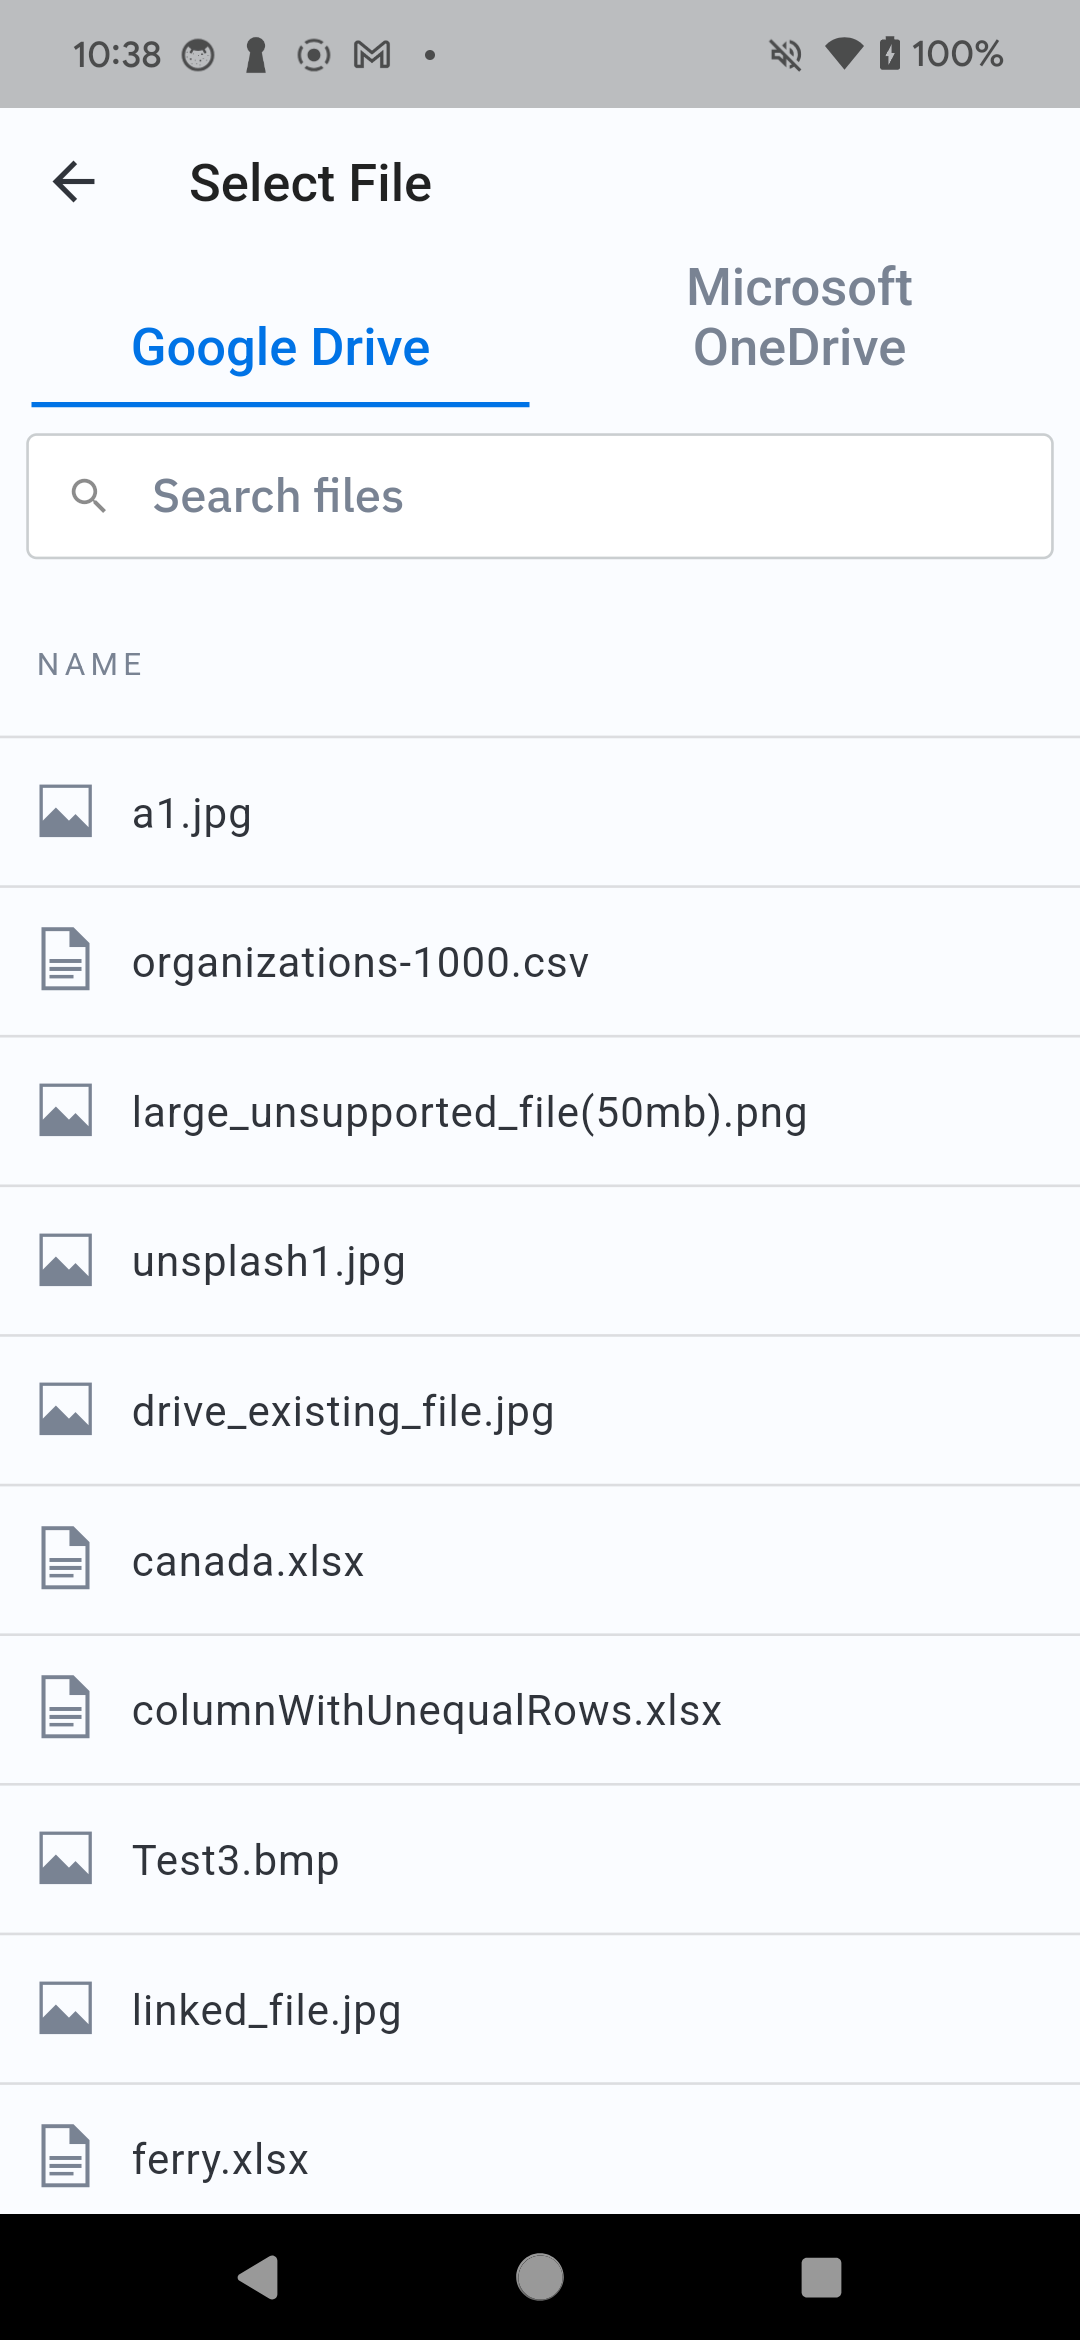 10:38
100%
Select File
Google Drive
Microsoft
OneDrive
Search files
NAME
a1.jpg
organizations-1000.csv
large_unsupported_file(50mb).png
unsplash1.jpg
drive_existing_file.jpg
canada.xlsx
columnWithUnequalRows.xlsx
Test3.bmp
linked_file.jpg
ferry.xlsx